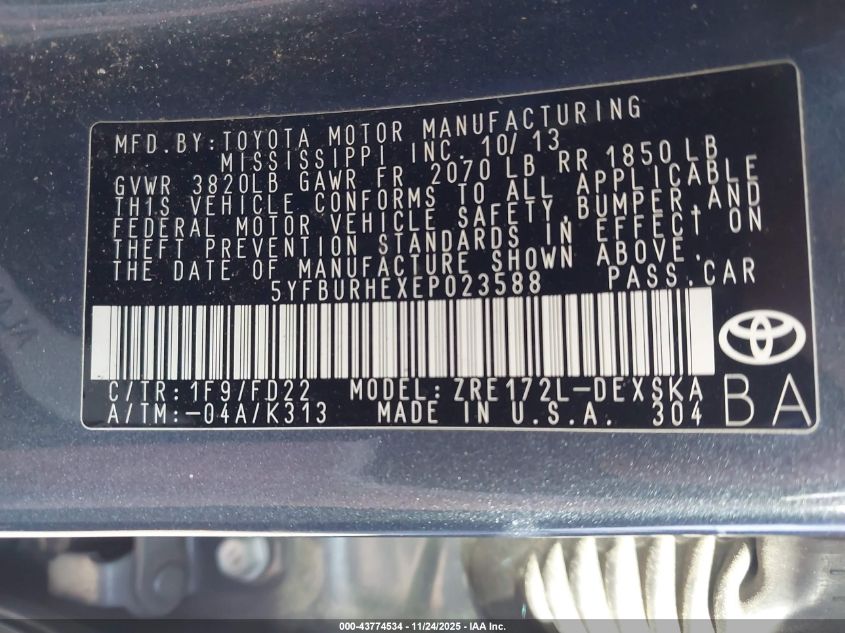 MFD.BY:TOYOTA MOTOR MANUFACTURING
MISSISSIPPI INC. 10/13
GVWR 3820LB GAWR FR 2070 LB RR 1850 LB
THIS VEHICLE CONFORMS TO ALL APPLICABLE
FEDERAL MOTOR VEHICLE SAFETY,BUMPER,AND
THEFT PREVENTION STANDARDS IN EFFECT ON
THE DATE OF MANUFACTURE SHOWN ABOVE.
5YFBURHEXEP023588 PASS.CAR
C/TR:1F9/FD22 MODEL:ZRE172L-DEXSKA
A/TM:-04A/K313 MADE IN U.S.A. 304
BA
000-43774534 - 11/24/2025 - IAA Inc.